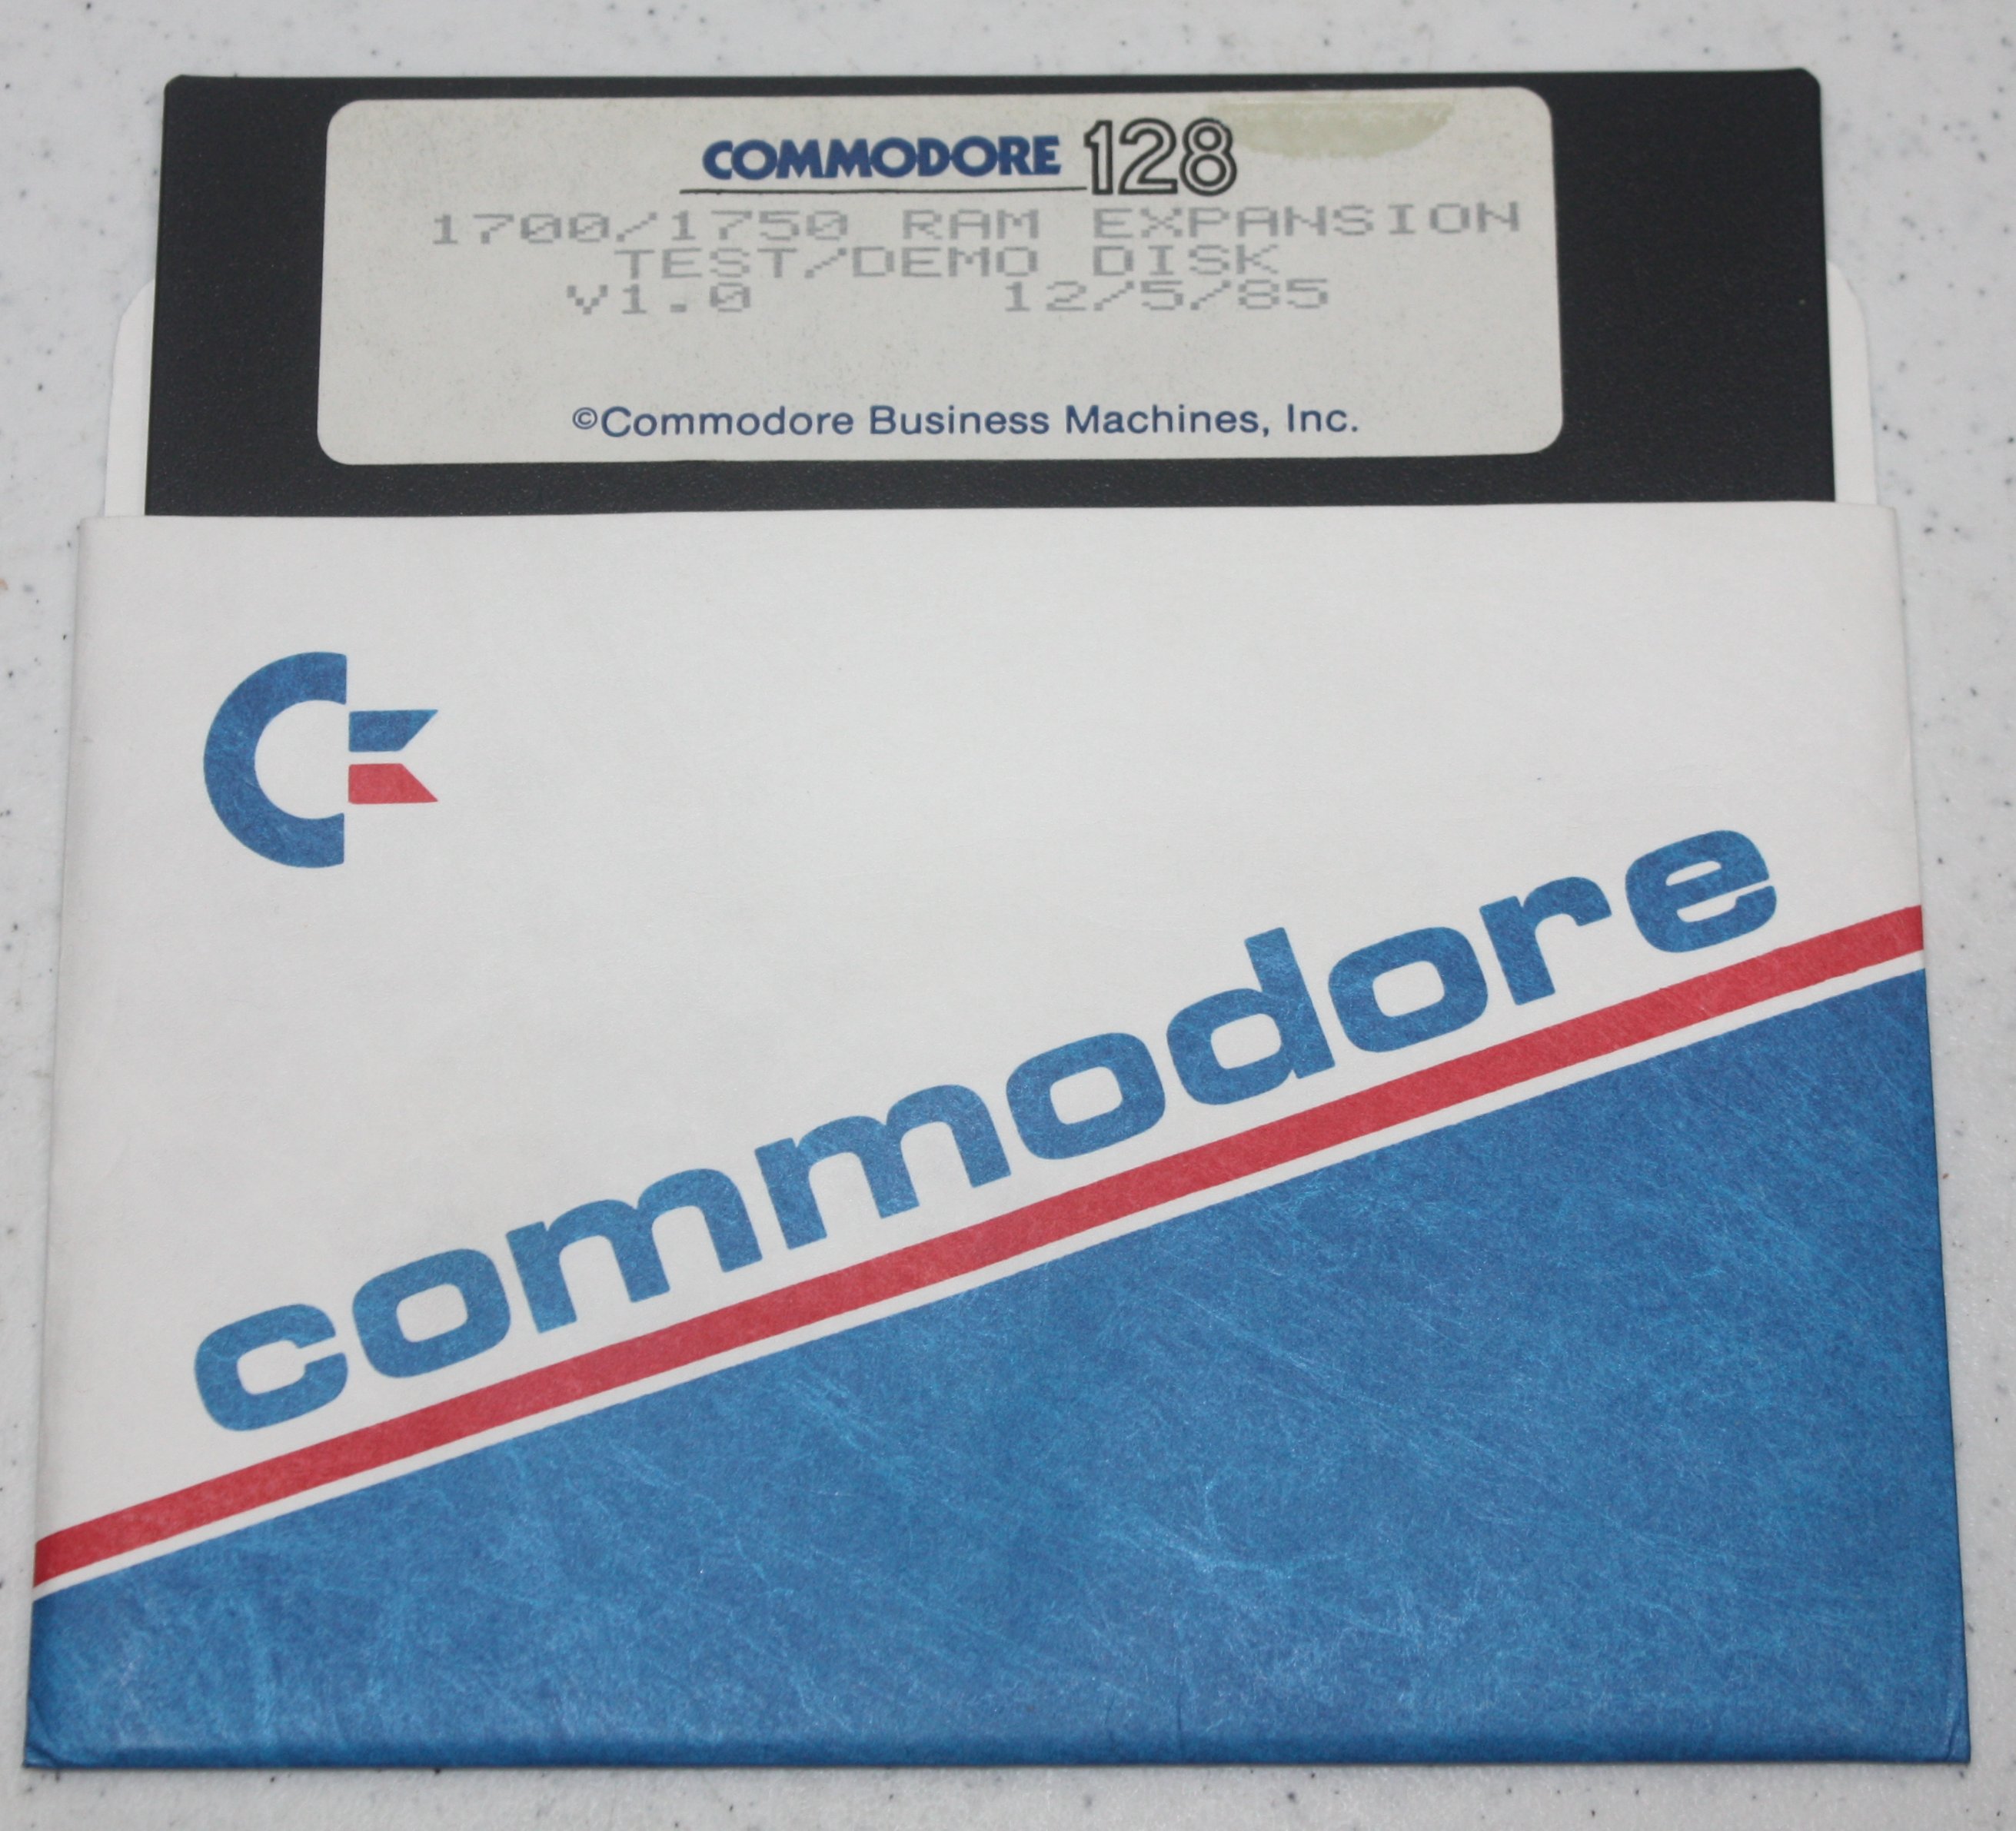 COMMODORE 128
1700/1750 RAM EXPANSION
TEST/DEMO DISK
V1.0 12/5/85
©Commodore Business Machines, Inc.
commodore